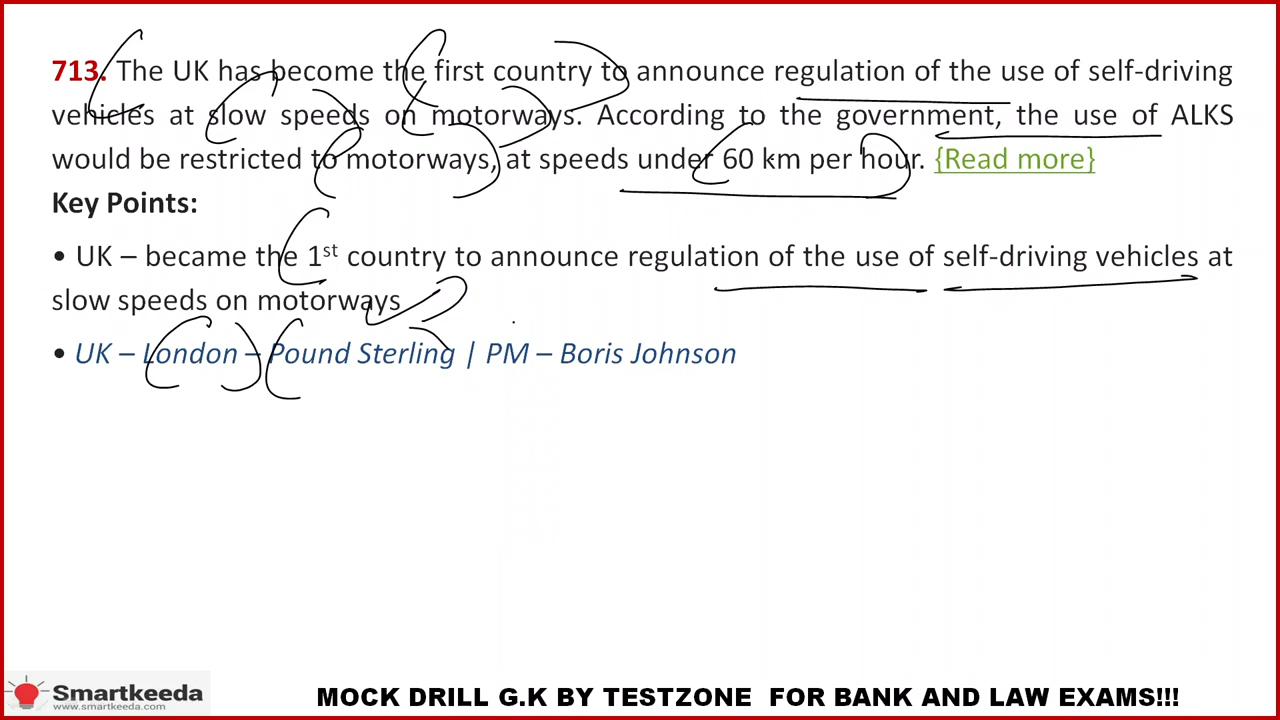 713. The UK has become the first country to announce regulation of the use of self-driving
vehicles at slow speeds on motorways. According to the government, the use of ALKS
would be restricted to motorways, at speeds under 60 km per hour. {Read more}
Key Points:
• UK – became the 1st country to announce regulation of the use of self-driving vehicles at
slow speeds on motorways
• UK – London – Pound Sterling | PM – Boris Johnson
Smartkeeda
www.smartkeeda.com
MOCK DRILL G.K BY TESTZONE FOR BANK AND LAW EXAMS!!!